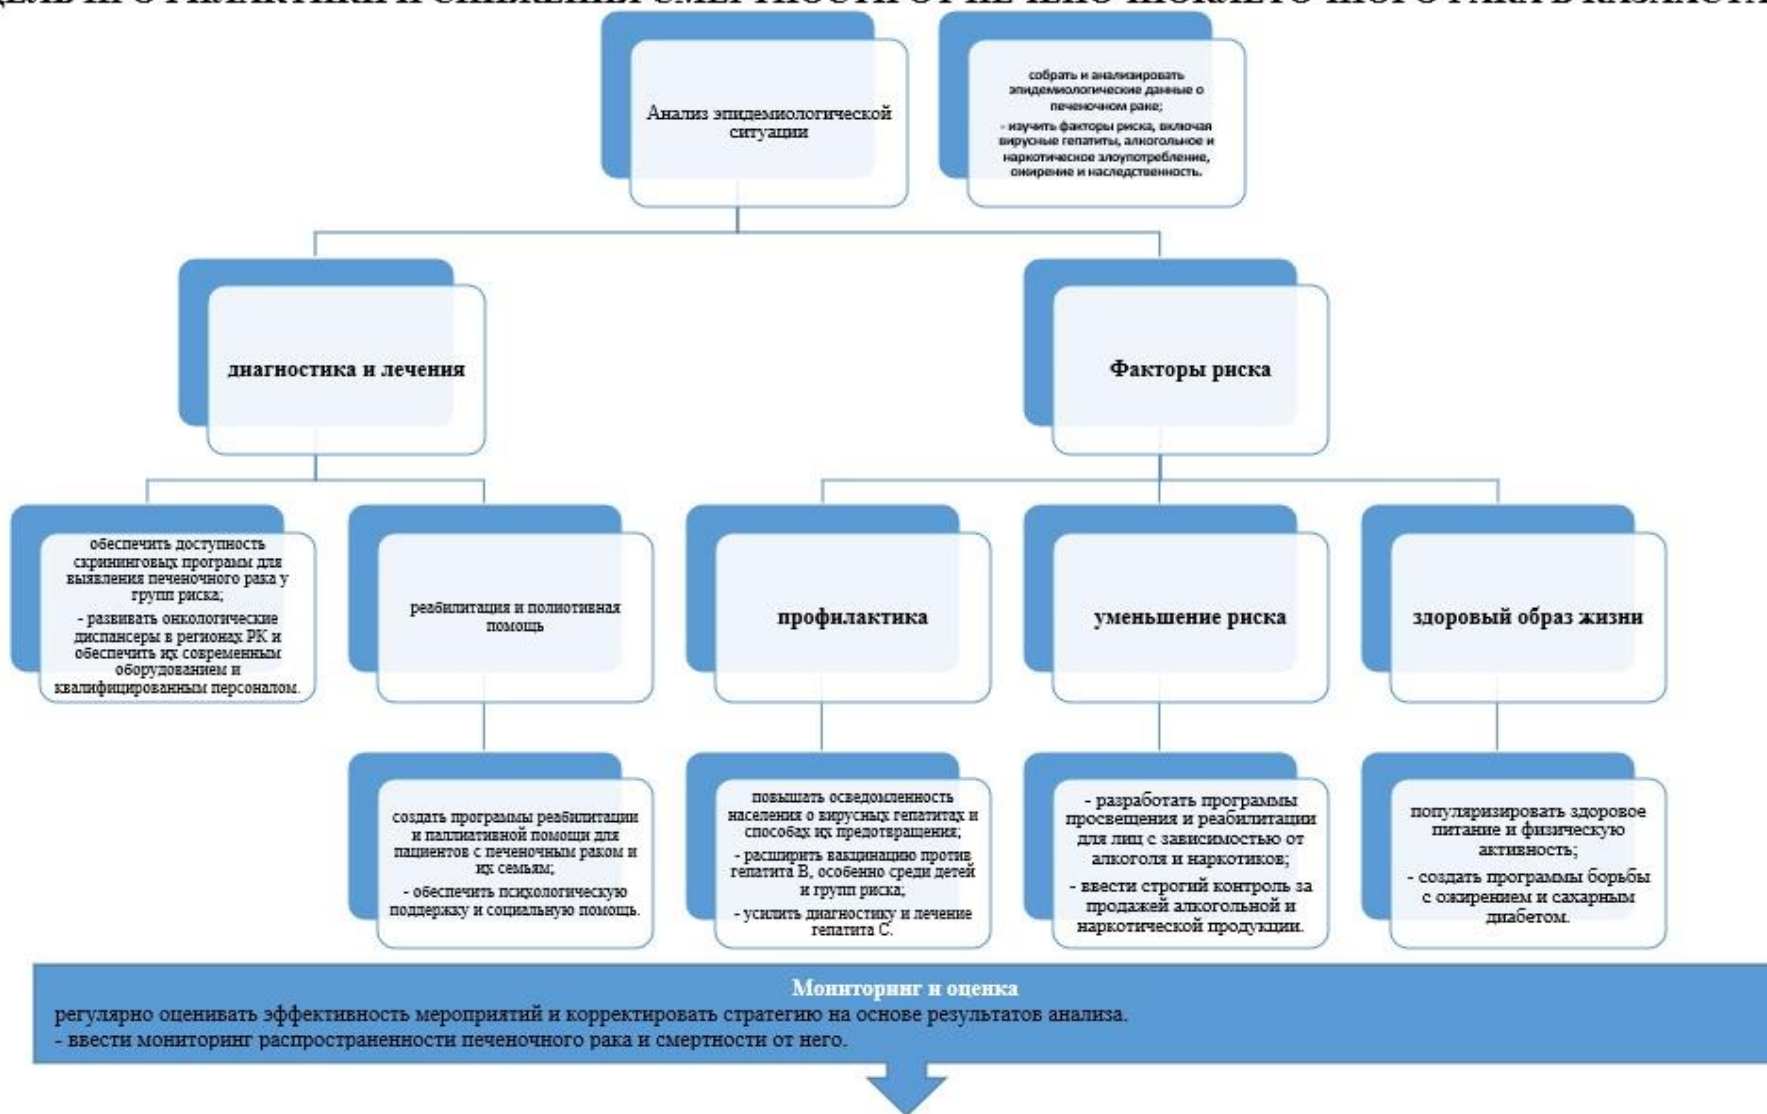 ПРОФИЛАКТИКИ И СНИЖЕНИЯ СМЕРТНОСТИ ОТ ПЕЧЕНОЧНОКЛЕТОЧНОГО РАКА В
Анализ эпидемиологической
ситуации
собрать и анализировать
эпидемиологические данные о
печеночном раке;
- изучить факторы риска, включая
вирусные гепатиты, алкогольное и
наркотическое злоупотребление,
ожирение и наследственность.
диагностика и лечения
Факторы риска
обеспечить доступность
скрининговых программ для
выявления печеночного рака у
групп риска;
- развивать онкологические
диспансеры в регионах РК и
обеспечить их современным
оборудованием и
квалифицированным персоналом.
реабилитация и полиотивная
помощь
профилактика
уменьшение риска
здоровый образ жизни
создать программы реабилитации
и паллиативной помощи для
пациентов с печеночным раком и
их семьям;
- обеспечить психологическую
поддержку и социальную помощь.
повышать осведомленность
населения о вирусных гепатитах и
способах их предотвращения;
- расширить вакцинацию против
гепатита B, особенно среди детей
и групп риска;
- усилить диагностику и лечение
гепатита C.
- разработать программы
просвещения и реабилитации
для лиц с зависимостью от
алкоголя и наркотиков;
- ввести строгий контроль за
продажей алкогольной и
наркотической продукции.
популяризировать здоровое
питание и физическую
активность;
- создать программы борьбы
с ожирением и сахарным
диабетом.
Мониторинг и оценка
регулярно оценивать эффективность мероприятий и корректировать стратегию на основе результатов анализа.
- ввести мониторинг распространенности печеночного рака и смертности от него.